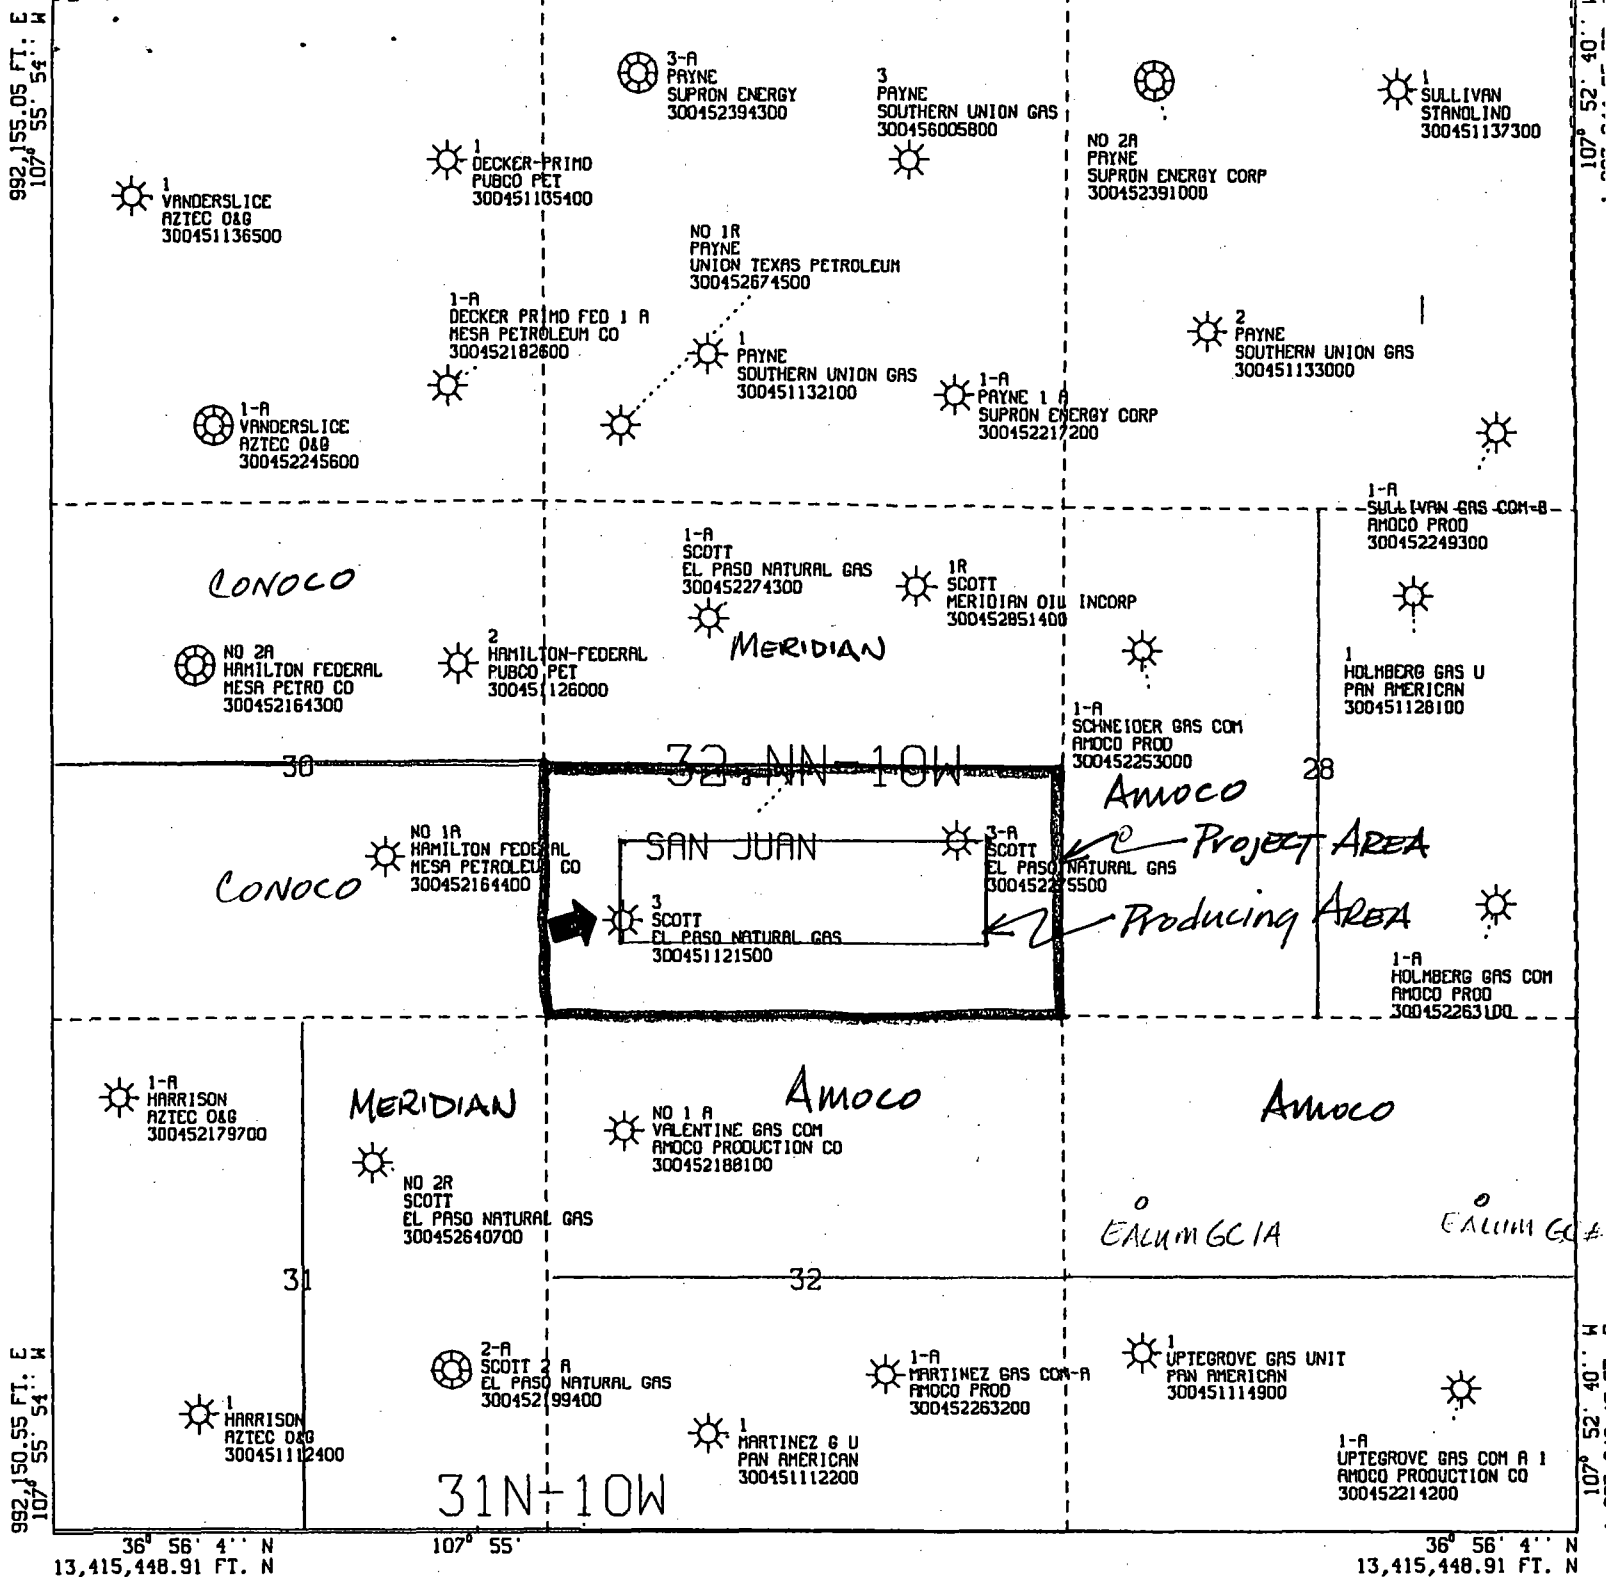 992,155.05 FT. E
107° 55' 54'' W
107° 52' 40''
3-A
PAYNE
SUPRON ENERGY
300452394300
3
PAYNE
SOUTHERN UNION GAS
300456005800
NO 2A
PAYNE
SUPRON ENERGY CORP
300452391000
1
SULLIVAN
STANOLIND
300451137300
1
DECKER-PRIMO
PUBCO PET
300451135400
1
VANDERSLICE
AZTEC O&G
300451136500
NO 1R
PAYNE
UNION TEXAS PETROLEUM
300452674500
1-A
DECKER PRIMO FED 1 A
MESA PETROLEUM CO
300452182600
1
PAYNE
SOUTHERN UNION GAS
300451132100
2
PAYNE
SOUTHERN UNION GAS
300451133000
1-A
PAYNE 1 A
SUPRON ENERGY CORP
300452217200
1-A
VANDERSLICE
AZTEC O&G
300452245600
1-A
SULLIVAN GAS COM-B
AMOCO PROD
300452249300
CONOCO
1-A
SCOTT
EL PASO NATURAL GAS
300452274300
1R
SCOTT
MERIDIAN OIL INCORP
300452851400
MERIDIAN
NO 2A
HAMILTON FEDERAL
MESA PETRO CO
300452164300
2
HAMILTON-FEDERAL
PUBCO PET
300451126000
1
HOLMBERG GAS U
PAN AMERICAN
300451128100
1-A
SCHNEIDER GAS COM
AMOCO PROD
300452253000
30
32.NN-10W
28
AMOCO
PROJECT AREA
SAN JUAN
NO 1A
HAMILTON FEDERAL
MESA PETROLEUM CO
300452164400
3-A
SCOTT
EL PASO NATURAL GAS
300452275500
CONOCO
3
SCOTT
EL PASO NATURAL GAS
300451121500
Producing AREA
1-A
HOLMBERG GAS COM
AMOCO PROD
300452263100
1-A
HARRISON
AZTEC O&G
300452179700
MERIDIAN
AMOCO
AMOCO
NO 1 A
VALENTINE GAS COM
AMOCO PRODUCTION CO
300452188100
NO 2R
SCOTT
EL PASO NATURAL GAS
300452640700
EALUM GC 1A
EALUM GC #
31
32
2-A
SCOTT 2 A
EL PASO NATURAL GAS
300452199400
1-A
MARTINEZ GAS COM-A
AMOCO PROD
300452263200
1
UPTEGROVE GAS UNIT
PAN AMERICAN
300451114900
1
HARRISON
AZTEC O&G
300451112400
1
MARTINEZ G U
PAN AMERICAN
300451112200
1-A
UPTEGROVE GAS COM A 1
AMOCO PRODUCTION CO
300452214200
31N-10W
992,150.55 FT. E
107° 55' 54'' W
107° 52' 40'' W
36° 56' 4'' N
13,415,448.91 FT. N
107° 55'
36° 56' 4'' N
13,415,448.91 FT. N